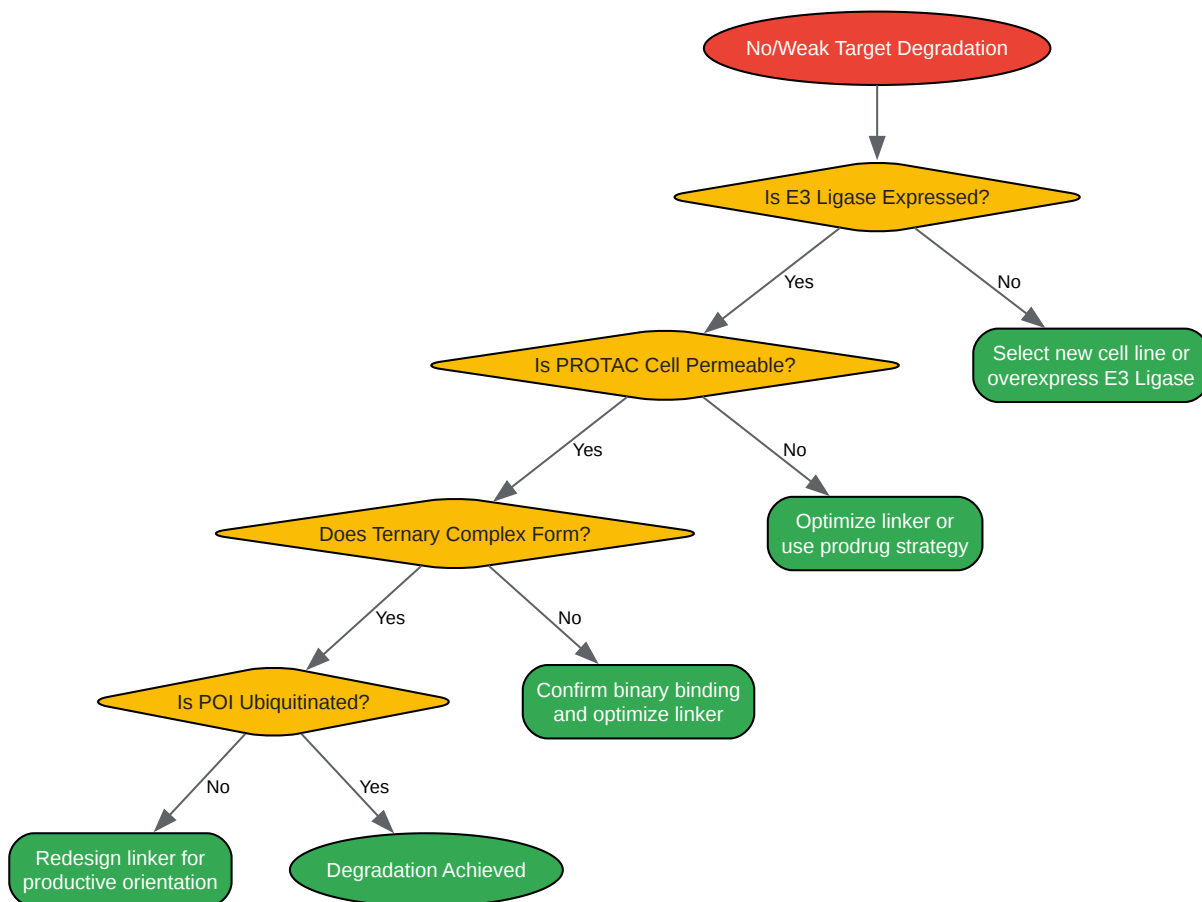 No/Weak Target Degradation
Is E3 Ligase Expressed?
Yes
No
Is PROTAC Cell Permeable?
Select new cell line or
overexpress E3 Ligase
Yes
No
Does Ternary Complex Form?
Optimize linker or
use prodrug strategy
Yes
No
Is POI Ubiquitinated?
Confirm binary binding
and optimize linker
No
Yes
Redesign linker for
productive orientation
Degradation Achieved